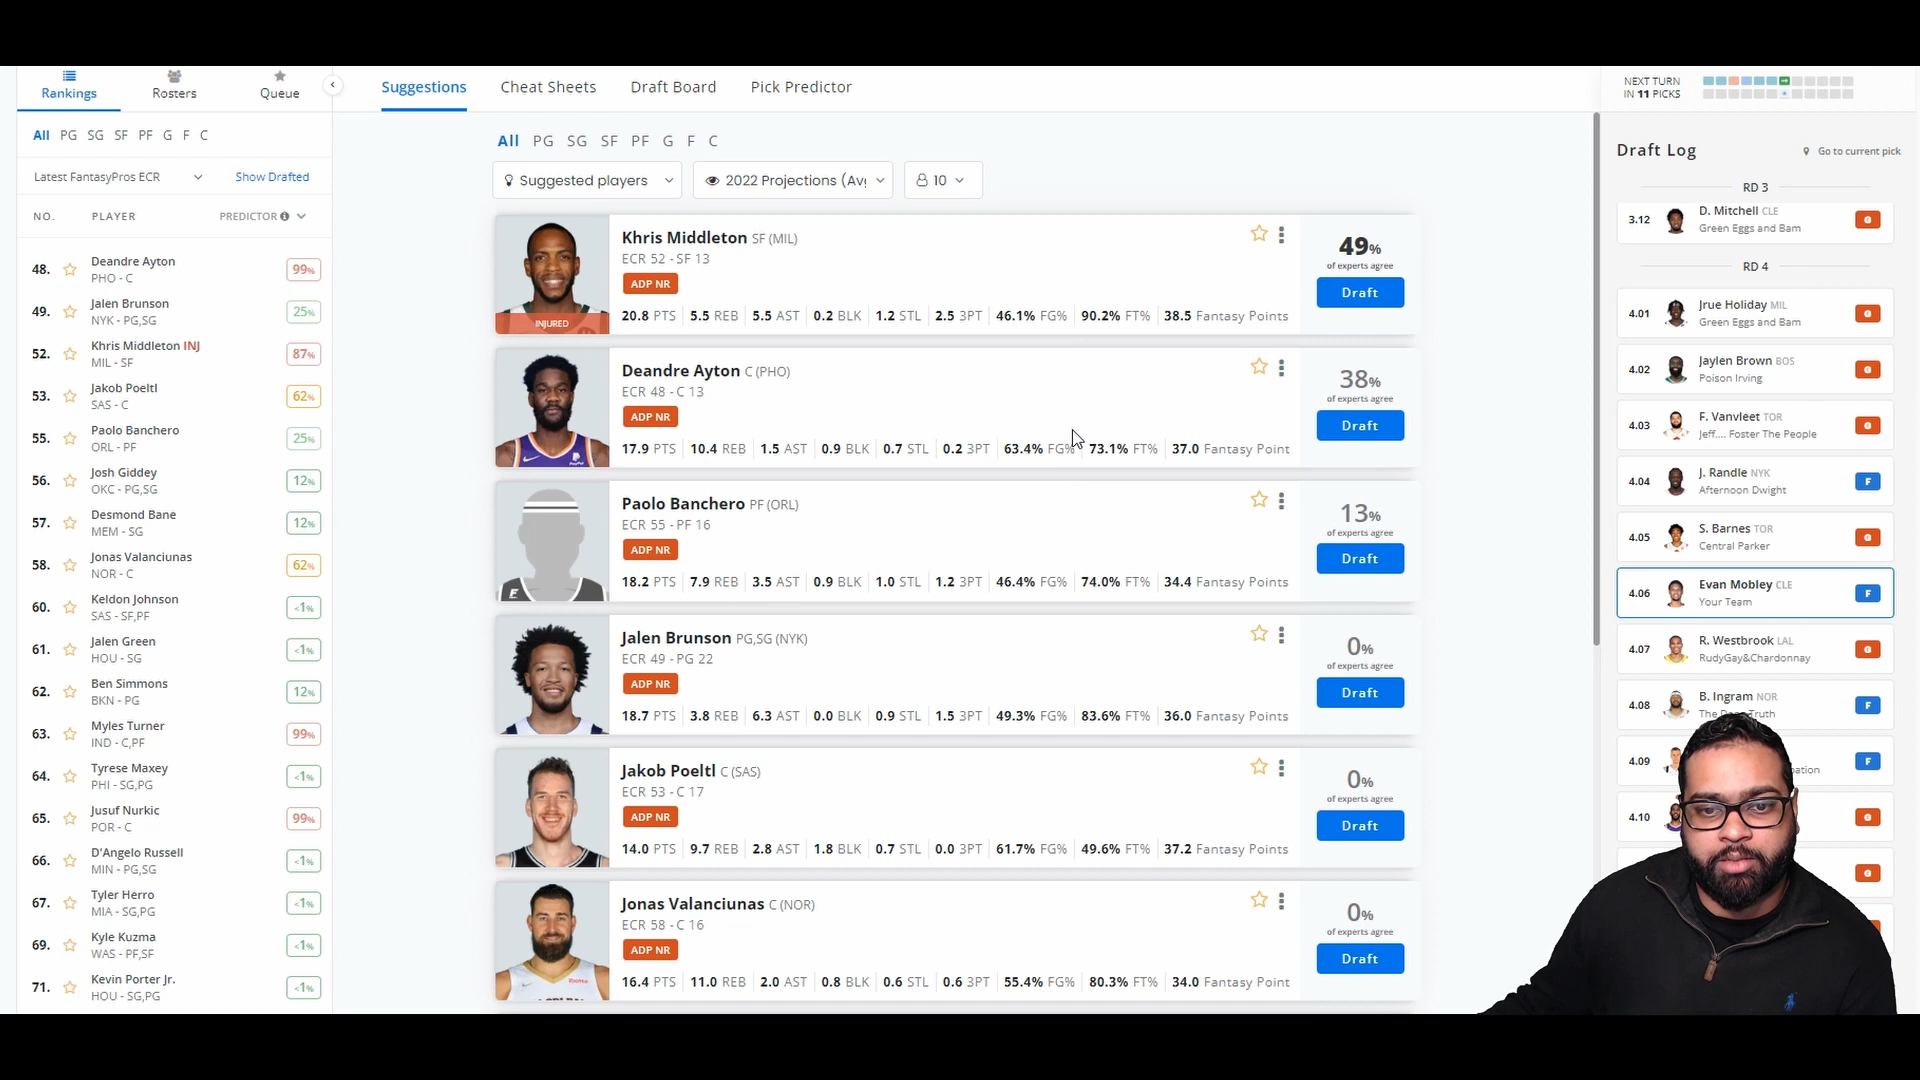 Rankings
Rosters
Queue
All PG SG SF PF G F C
Latest FantasyPros ECR
Show Drafted
NO. PLAYER PREDICTOR
48. Deandre Ayton 99%
PHO - C
49. Jalen Brunson 25%
NYK - PG,SG
52. Khris Middleton INJ 87%
MIL - SF
53. Jakob Poeltl 62%
SAS - C
55. Paolo Banchero 25%
ORL - PF
56. Josh Giddey 12%
OKC - PG,SG
57. Desmond Bane 12%
MEM - SG
58. Jonas Valanciunas 62%
NOR - C
60. Keldon Johnson <1%
SAS - SF,PF
61. Jalen Green <1%
HOU - SG
62. Ben Simmons 12%
BKN - PG
63. Myles Turner 99%
IND - C,PF
64. Tyrese Maxey <1%
PHI - SG,PG
65. Jusuf Nurkic 99%
POR - C
66. D'Angelo Russell <1%
MIN - PG,SG
67. Tyler Herro <1%
MIA - SG,PG
69. Kyle Kuzma <1%
WAS - PF,SF
71. Kevin Porter Jr. <1%
HOU - SG,PG
Suggestions Cheat Sheets Draft Board Pick Predictor
All PG SG SF PF G F C
Suggested players
2022 Projections (Av
10
Khris Middleton SF (MIL)
ECR 52 - SF 13
ADP NR
INJURED
20.8 PTS 5.5 REB 5.5 AST 0.2 BLK 1.2 STL 2.5 3PT 46.1% FG% 90.2% FT% 38.5 Fantasy Points
49%
of experts agree
Draft
Deandre Ayton C (PHO)
ECR 48 - C 13
ADP NR
17.9 PTS 10.4 REB 1.5 AST 0.9 BLK 0.7 STL 0.2 3PT 63.4% FG% 73.1% FT% 37.0 Fantasy Point
38%
of experts agree
Draft
Paolo Banchero PF (ORL)
ECR 55 - PF 16
ADP NR
18.2 PTS 7.9 REB 3.5 AST 0.9 BLK 1.0 STL 1.2 3PT 46.4% FG% 74.0% FT% 34.4 Fantasy Points
13%
of experts agree
Draft
Jalen Brunson PG,SG (NYK)
ECR 49 - PG 22
ADP NR
18.7 PTS 3.8 REB 6.3 AST 0.0 BLK 0.9 STL 1.5 3PT 49.3% FG% 83.6% FT% 36.0 Fantasy Points
0%
of experts agree
Draft
Jakob Poeltl C (SAS)
ECR 53 - C 17
ADP NR
14.0 PTS 9.7 REB 2.8 AST 1.8 BLK 0.7 STL 0.0 3PT 61.7% FG% 49.6% FT% 37.2 Fantasy Points
0%
of experts agree
Draft
Jonas Valanciunas C (NOR)
ECR 58 - C 16
ADP NR
16.4 PTS 11.0 REB 2.0 AST 0.8 BLK 0.6 STL 0.6 3PT 55.4% FG% 80.3% FT% 34.0 Fantasy Point
0%
of experts agree
Draft
NEXT TURN
IN 11 PICKS
Draft Log
Go to current pick
RD 3
3.12 D. Mitchell CLE G
Green Eggs and Bam
RD 4
4.01 Jrue Holiday MIL G
Green Eggs and Bam
4.02 Jaylen Brown BOS G
Poison Irving
4.03 F. Vanvleet TOR G
Jeff.... Foster The People
4.04 J. Randle NYK F
Afternoon Dwight
4.05 S. Barnes TOR G
Central Parker
4.06 Evan Mobley CLE F
Your Team
4.07 R. Westbrook LAL G
RudyGay&Chardonnay
4.08 B. Ingram NOR F
The Truth
4.09 F
4.10 G
G